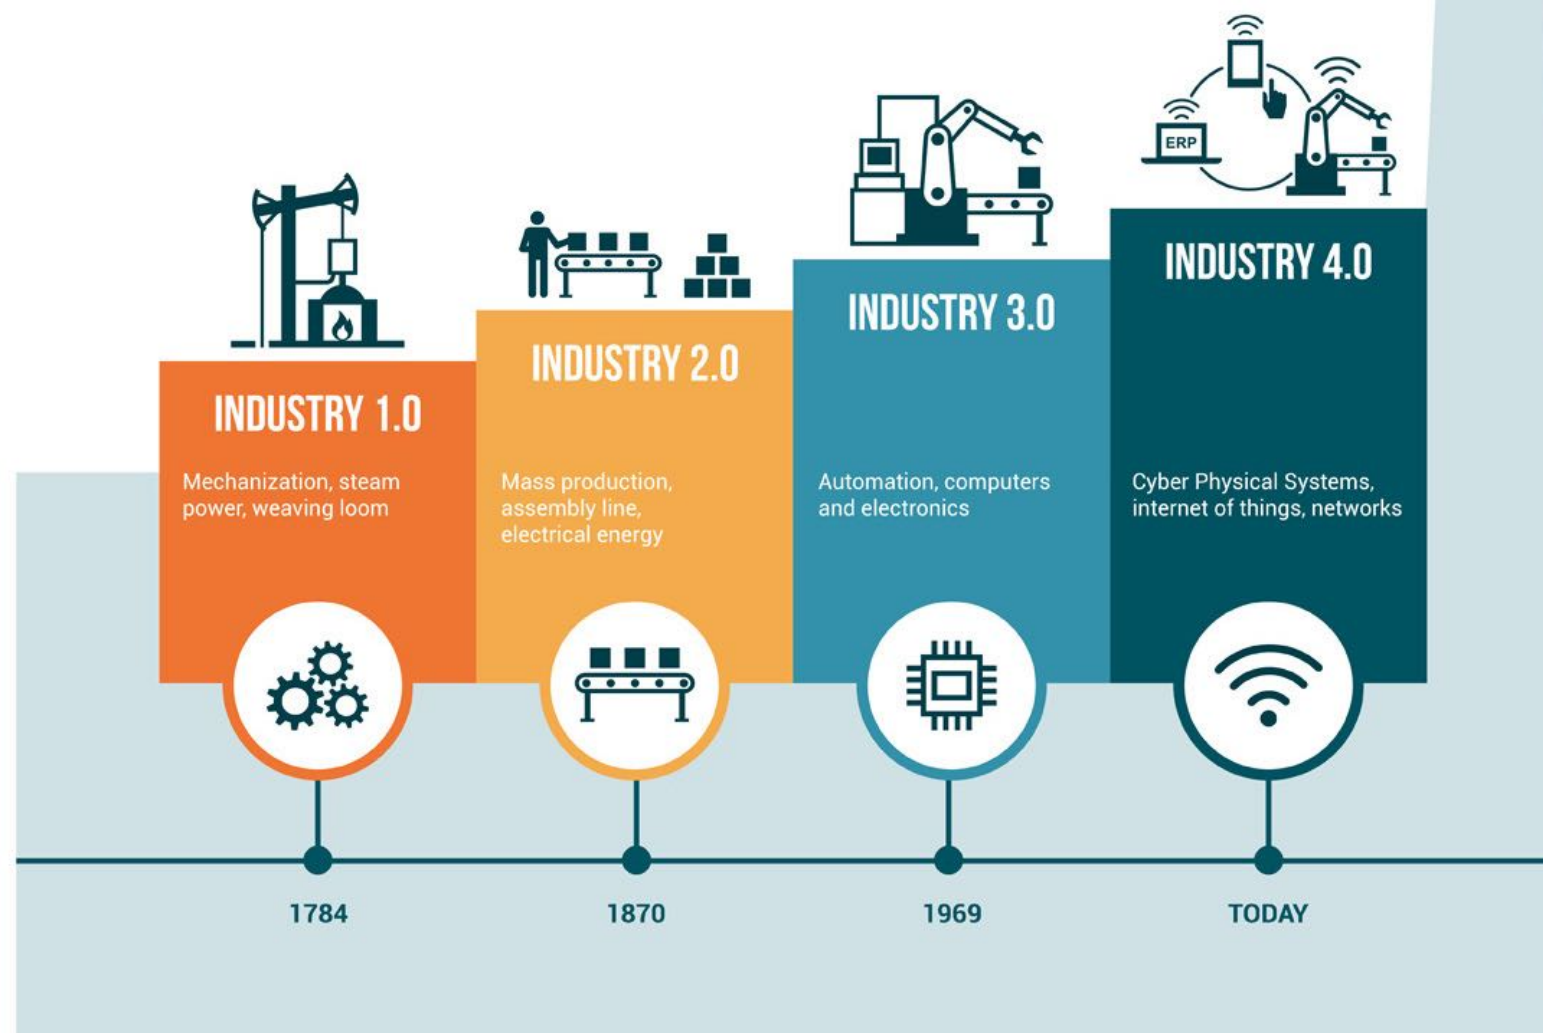 ERP
INDUSTRY 4.0
INDUSTRY 3.0
INDUSTRY 2.0
INDUSTRY 1.0
Mechanization, steam
power, weaving loom
Mass production,
assembly line,
electrical energy
Automation, computers
and electronics
Cyber Physical Systems,
internet of things, networks
1784
1870
1969
TODAY